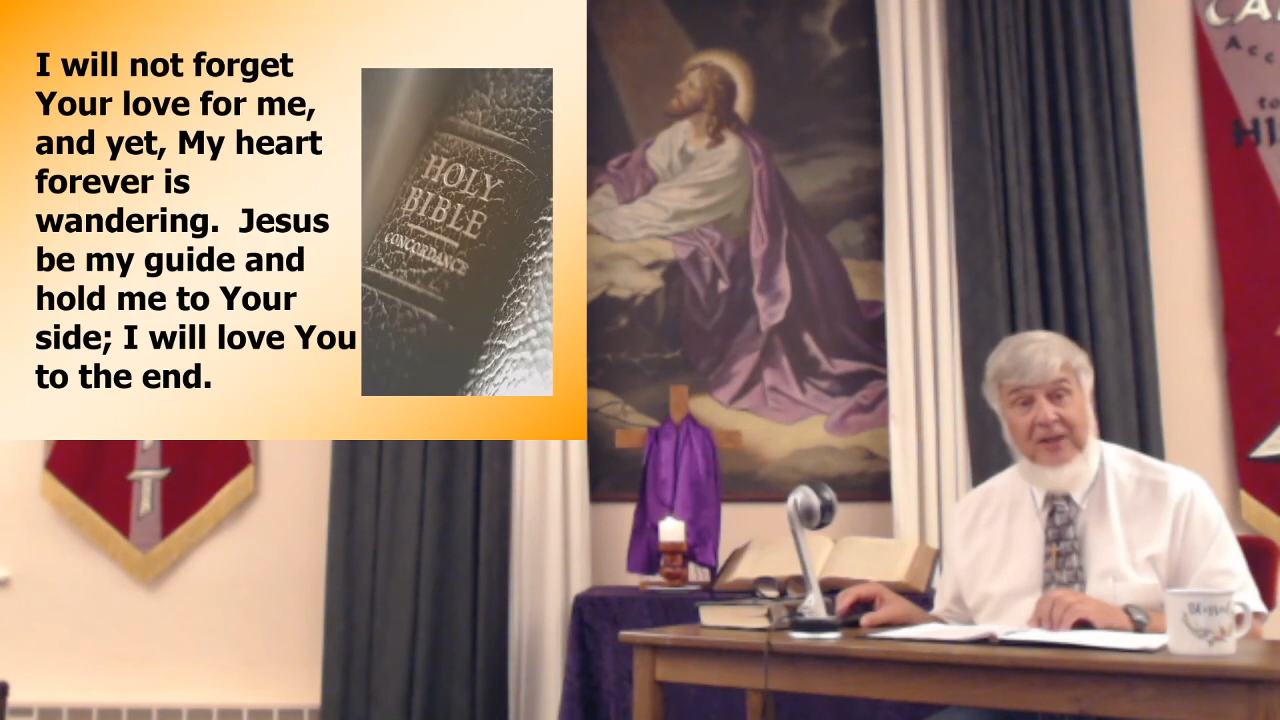 I will not forget
Your love for me,
and yet, My heart
forever is
wandering.  Jesus
be my guide and
hold me to Your
side; I will love You
to the end.
HOLY
BIBLE
CONCORDANCE
Blessed